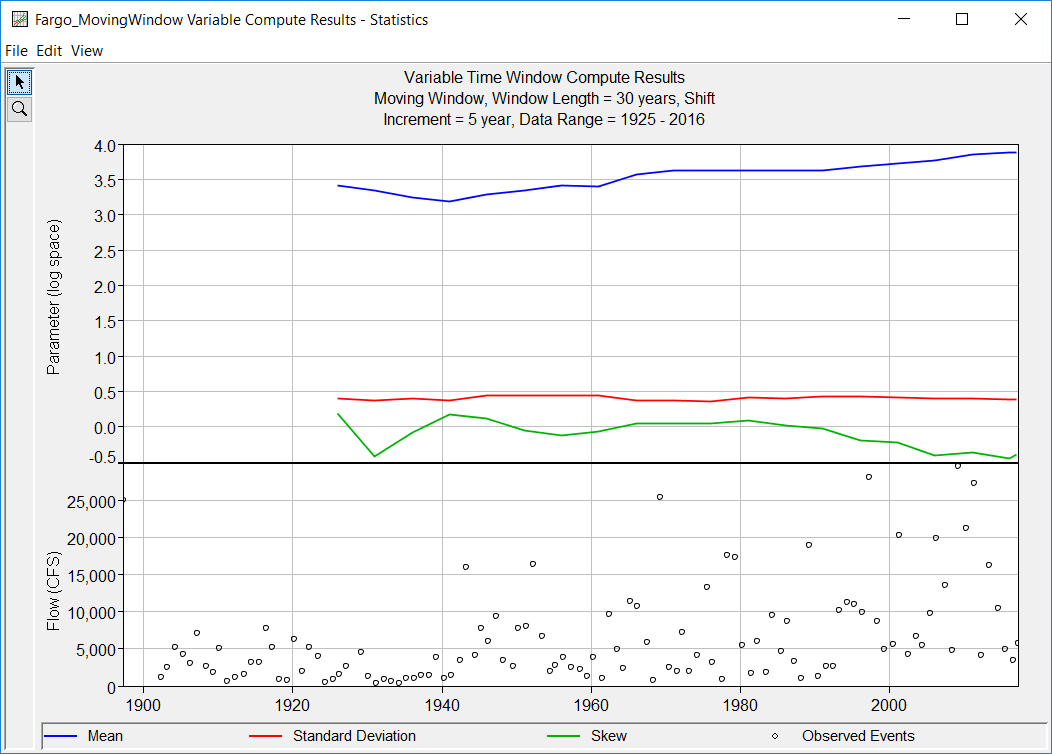 Fargo_MovingWindow Variable Compute Results - Statistics
File Edit View
Variable Time Window Compute Results
Moving Window, Window Length = 30 years, Shift
Increment = 5 year, Data Range = 1925 - 2016
Parameter (log space)
4.0
3.5
3.0
2.5
2.0
1.5
1.0
0.5
0.0
-0.5
Flow (CFS)
25,000
20,000
15,000
10,000
5,000
0
1900 1920 1940 1960 1980 2000
Mean Standard Deviation Skew Observed Events